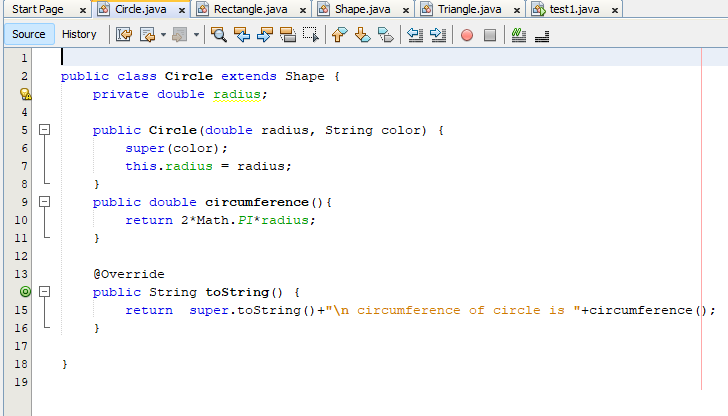 Start Page Circle.java Rectangle.java Shape.java Triangle.java test1.java
Source History
1
2 public class Circle extends Shape {
private double radius;
4
5 public Circle(double radius, String color) {
6 super(color);
7 this.radius = radius;
8 }
9 public double circumference(){
10 return 2*Math.PI*radius;
11 }
12
13 @Override
public String toString() {
15 return  super.toString()+"\n circumference of circle is "+circumference();
16 }
17
18 }
19